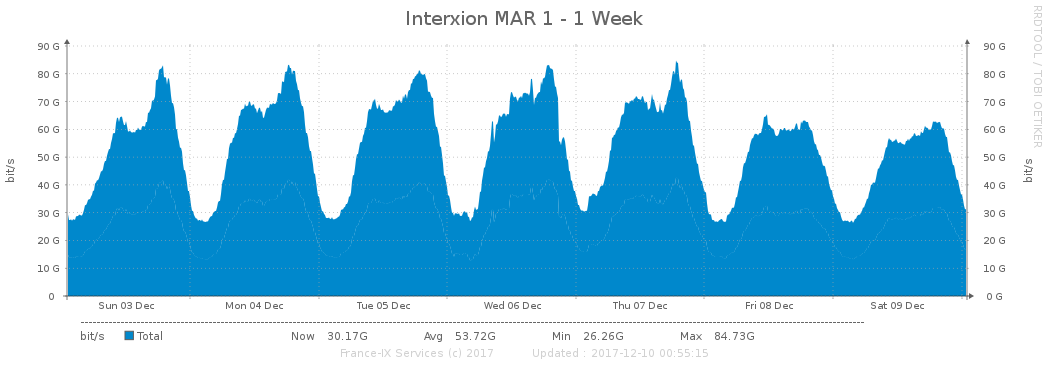 Interxion MAR 1 - 1 Week
RRDTOOL / TOBI OETIKER
90 G 90 G
80 G 80 G
70 G 70 G
60 G 60 G
50 G 50 G
40 G 40 G
30 G 30 G
20 G 20 G
10 G 10 G
0 0 G
bit/s
bit/s
Sun 03 Dec Mon 04 Dec Tue 05 Dec Wed 06 Dec Thu 07 Dec Fri 08 Dec Sat 09 Dec
bit/s Total Now 30.17G Avg 53.72G Min 26.26G Max 84.73G
France-IX Services (c) 2017 Updated : 2017-12-10 00:55:15